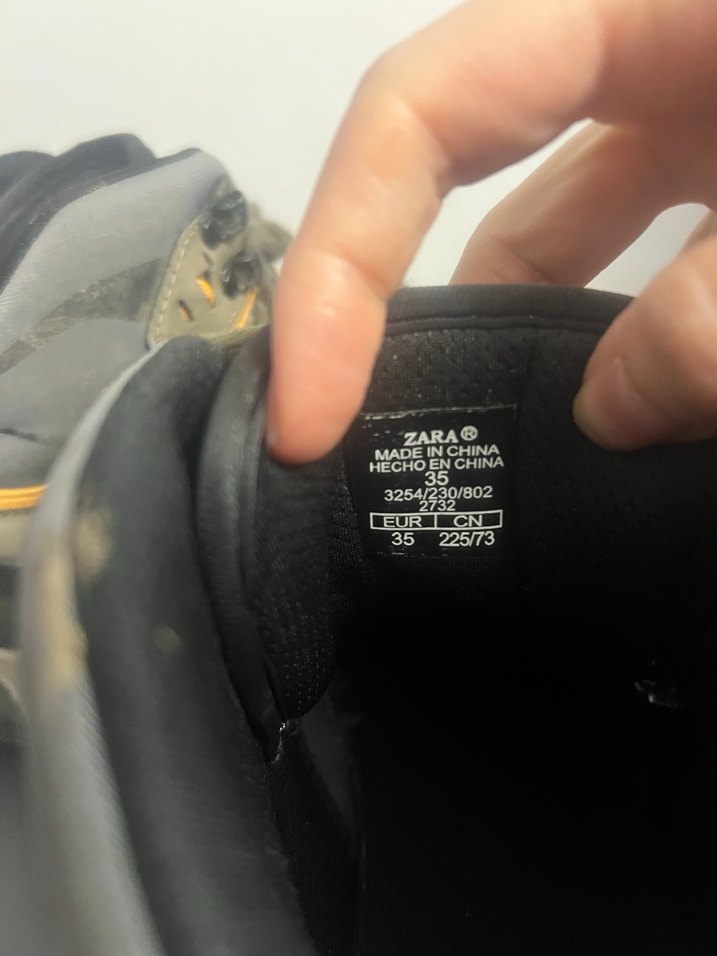 ZARA®
MADE IN CHINA
HECHO EN CHINA
35
3254/230/802
2732
EUR CN
35 225/73